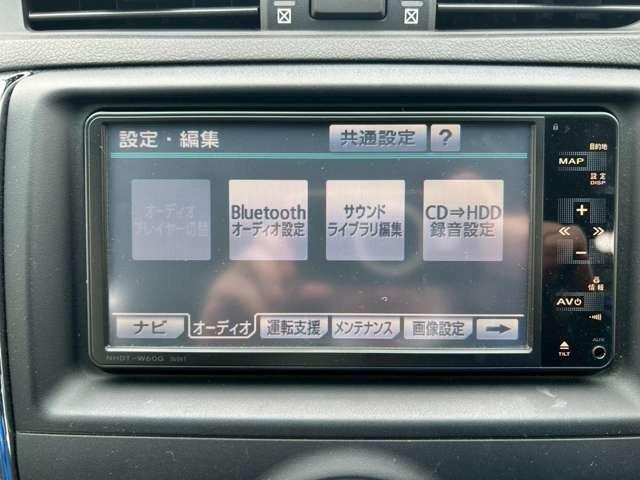 設定・編集
共通設定
?
オーディオ
プレイヤー切替
Bluetooth
オーディオ設定
サウンド
ライブラリ編集
CD⇒HDD
録音設定
ナビ
オーディオ
運転支援
メンテナンス
画像設定
NHDT-W60G
目的地
MAP
設定
DISP
情報
AV
TILT
AUX